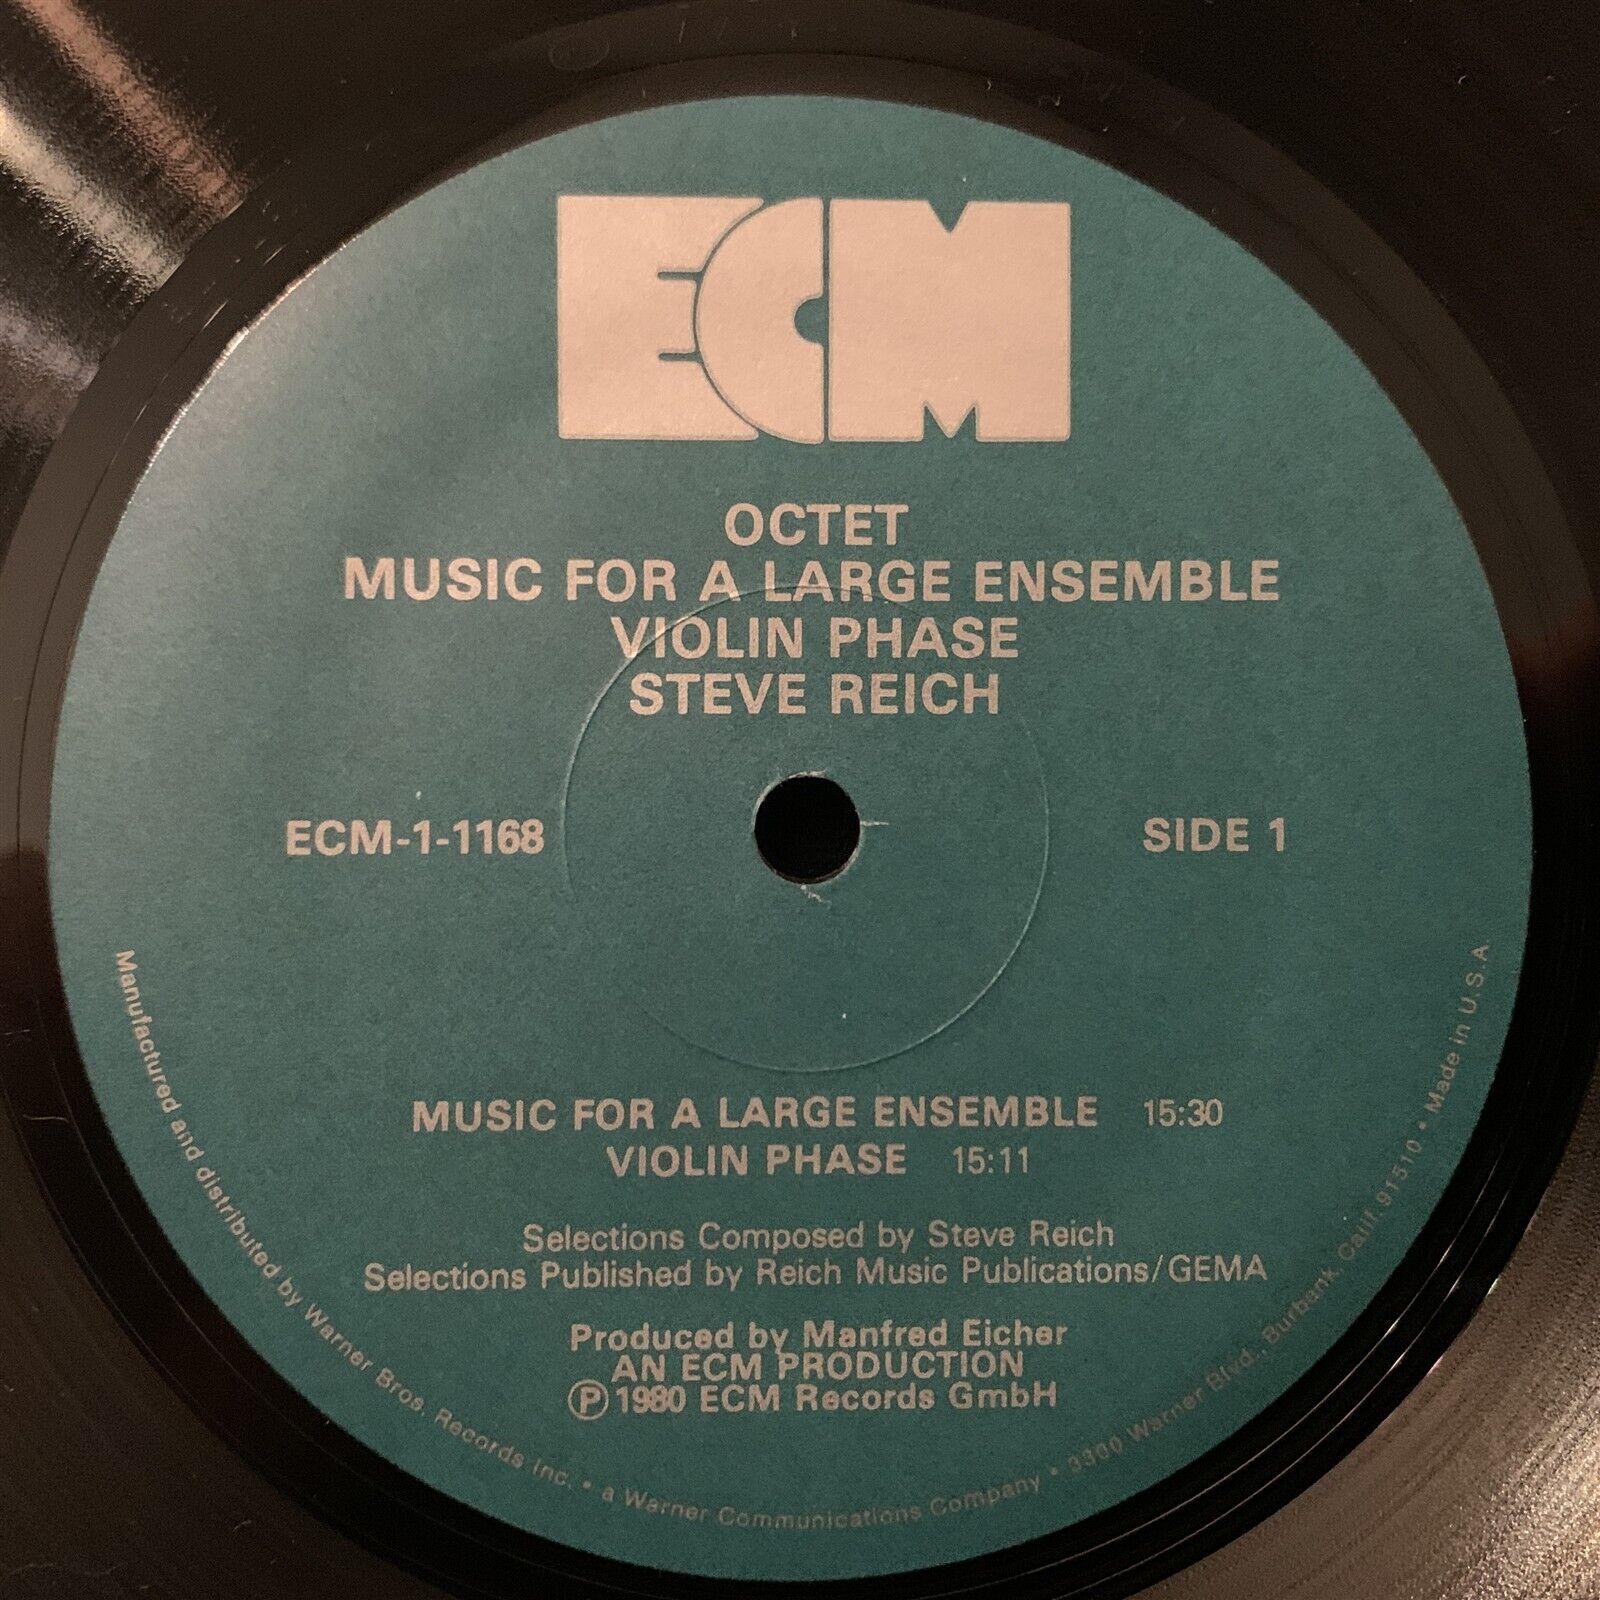 ECM
OCTET
MUSIC FOR A LARGE ENSEMBLE
VIOLIN PHASE
STEVE REICH
ECM-1-1168
SIDE 1
MUSIC FOR A LARGE ENSEMBLE 15:30
VIOLIN PHASE 15:11
Selections Composed by Steve Reich
Selections Published by Reich Music Publications/GEMA
Produced by Manfred Eicher
AN ECM PRODUCTION
Ⓟ 1980 ECM Records GmbH
Manufactured and distributed by Warner Bros. Records Inc. • a Warner Communications Company • 3300 Warner Blvd., Burbank, Calif. 91510 • Made in U.S.A.